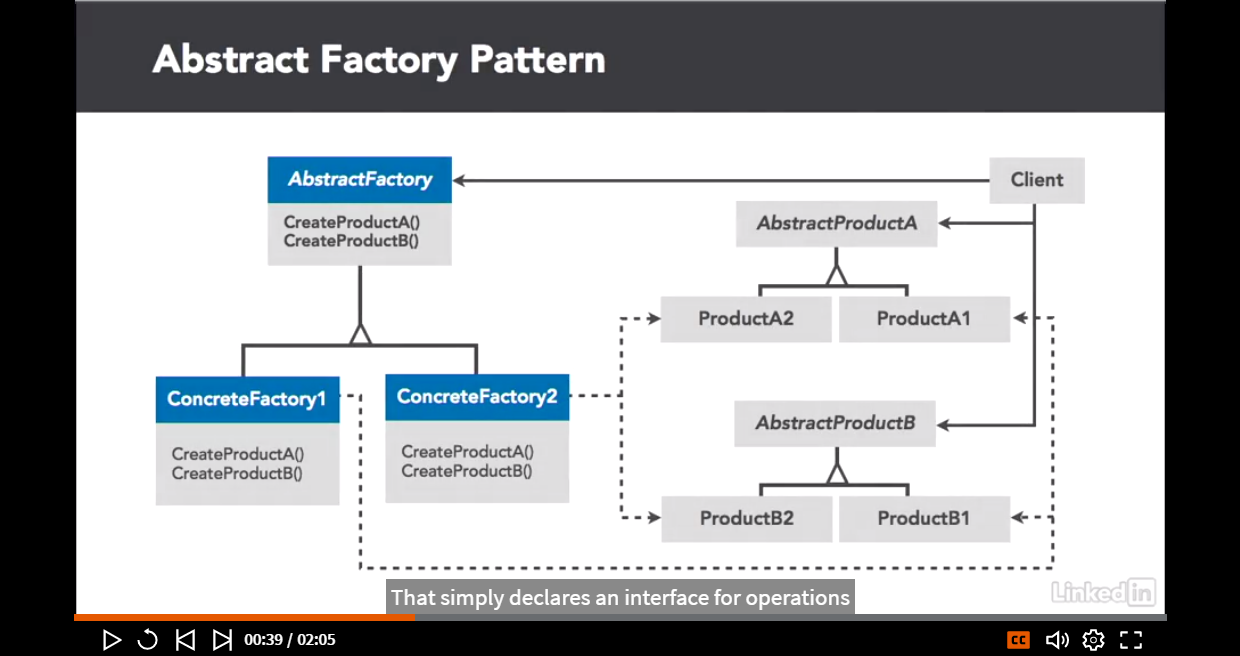 Abstract Factory Pattern
AbstractFactory
CreateProductA()
CreateProductB()
Client
AbstractProductA
ProductA2
ProductA1
ConcreteFactory1
CreateProductA()
CreateProductB()
ConcreteFactory2
CreateProductA()
CreateProductB()
AbstractProductB
ProductB2
ProductB1
LinkedIn
That simply declares an interface for operations
00:39 / 02:05
CC